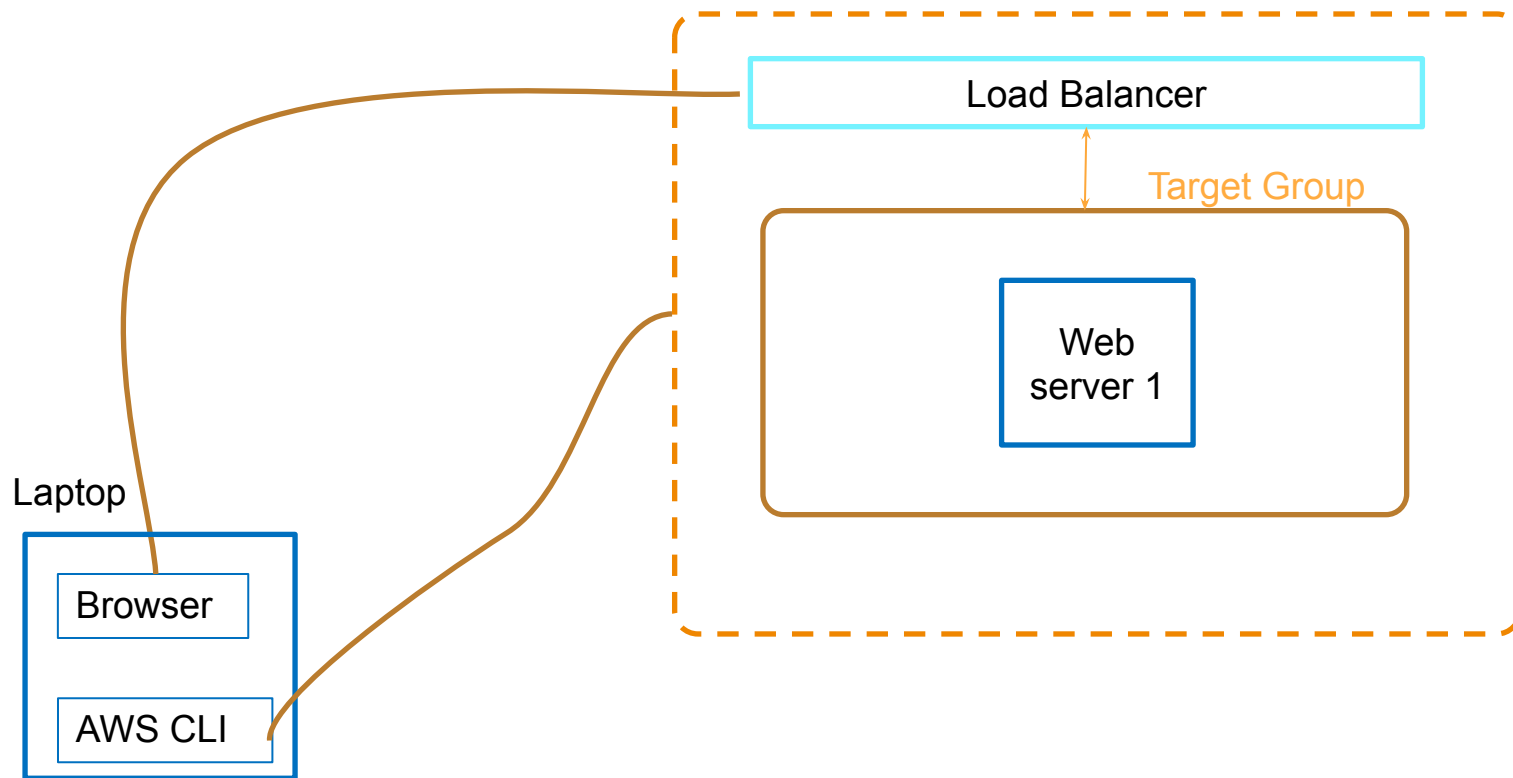 Load Balancer
Target Group
Web
server 1
Laptop
Browser
AWS CLI